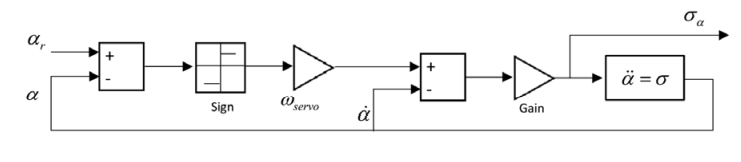 σ_α
α_r
+
-
α
Sign
ω_servo
+
-
α̇
Gain
α̈ = σ